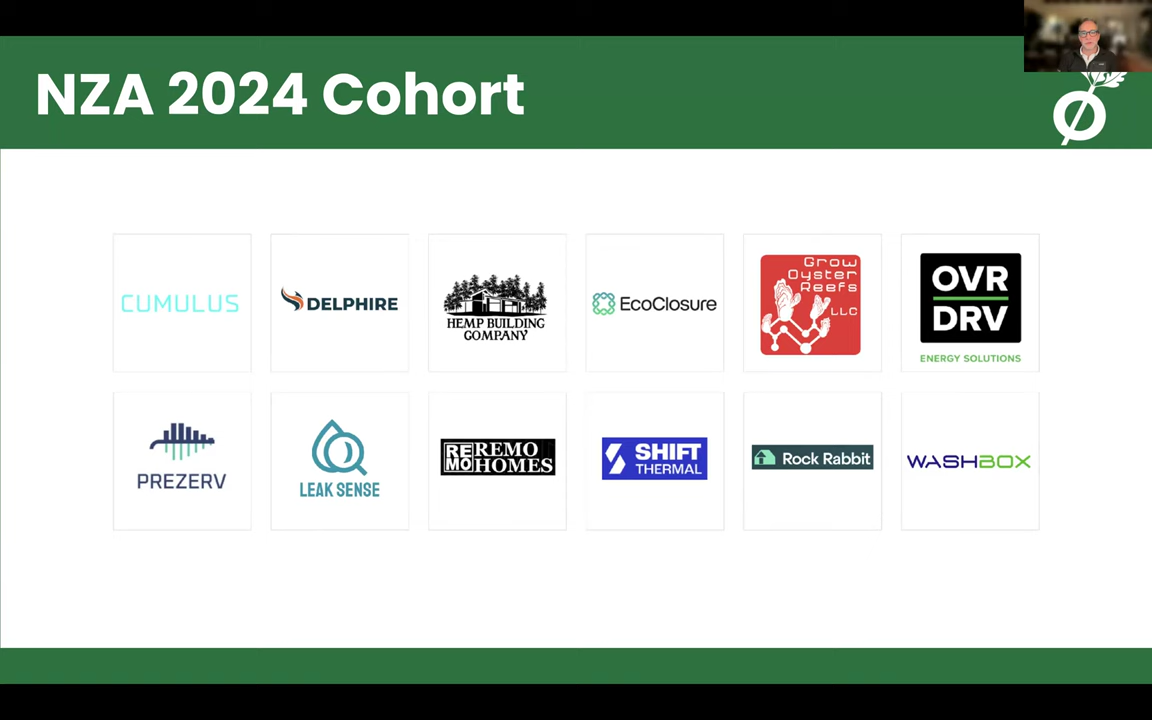 NZA 2024 Cohort
CUMULUS
DELPHIRE
HEMP BUILDING
COMPANY
EcoClosure
Grow
Oyster
Reefs
LLC
OVR
DRV
ENERGY SOLUTIONS
PREZERV
LEAK SENSE
RE
MO
REMO
HOMES
SHIFT
THERMAL
Rock Rabbit
WASHBOX